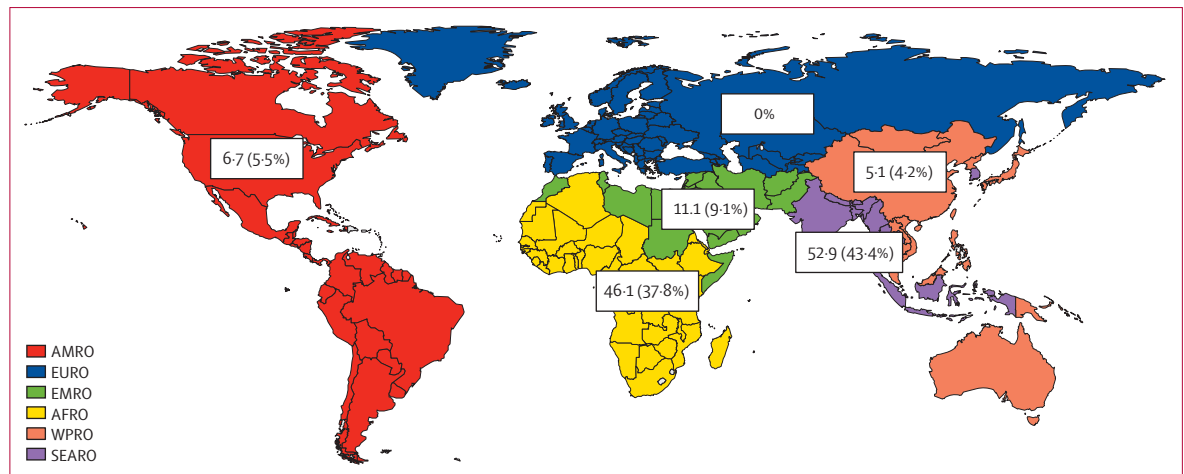 0%
6·7 (5·5%)
5·1 (4·2%)
11.1 (9·1%)
52·9 (43·4%)
46·1 (37·8%)
AMRO
EURO
EMRO
AFRO
WPRO
SEARO